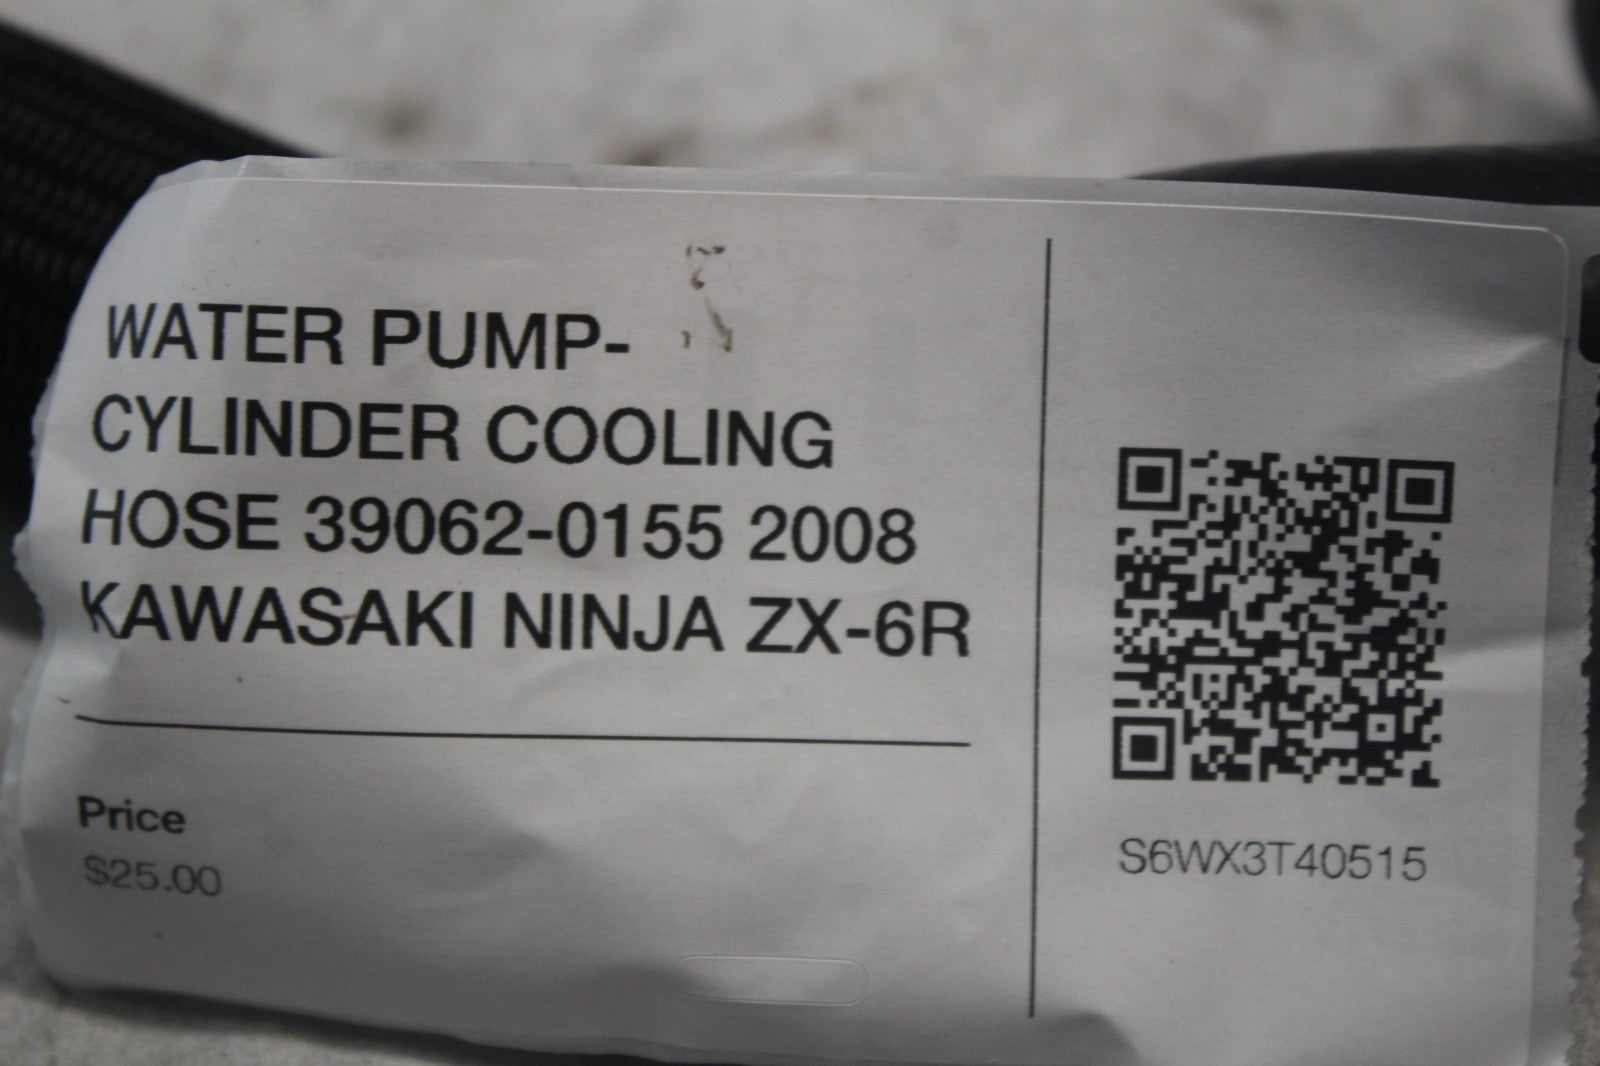 WATER PUMP-
CYLINDER COOLING
HOSE 39062-0155 2008
KAWASAKI NINJA ZX-6R
Price
$25.00
S6WX3T40515